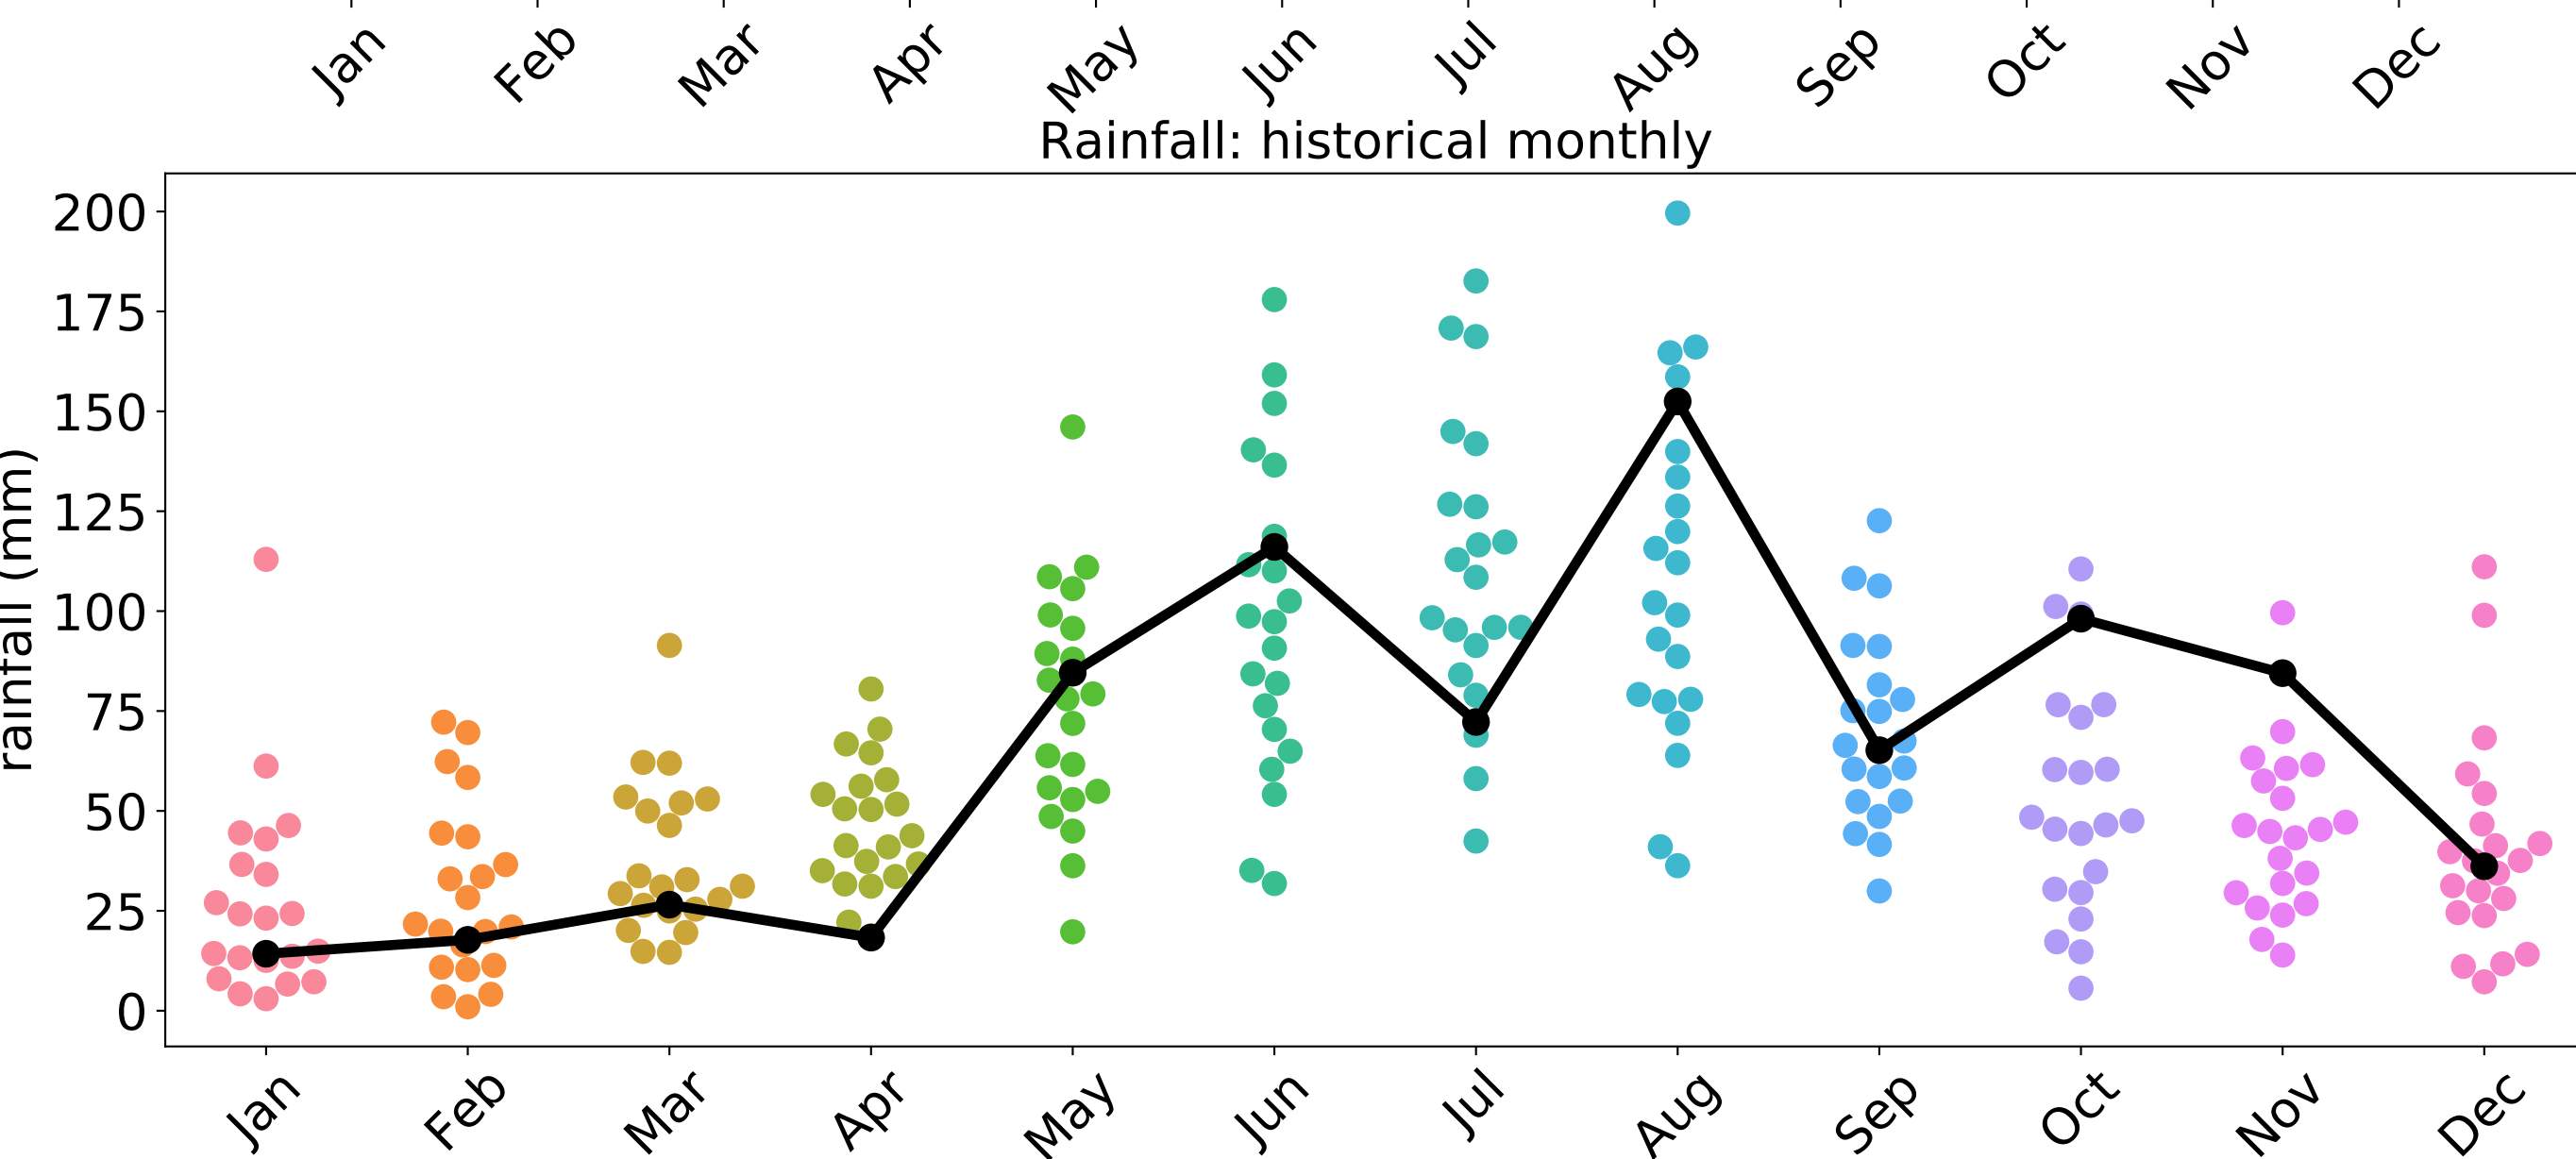 Jan Feb Mar Apr May Jun Jul Aug Sep Oct Nov Dec
Rainfall: historical monthly
rainfall (mm)
200
175
150
125
100
75
50
25
0
Jan Feb Mar Apr May Jun Jul Aug Sep Oct Nov Dec